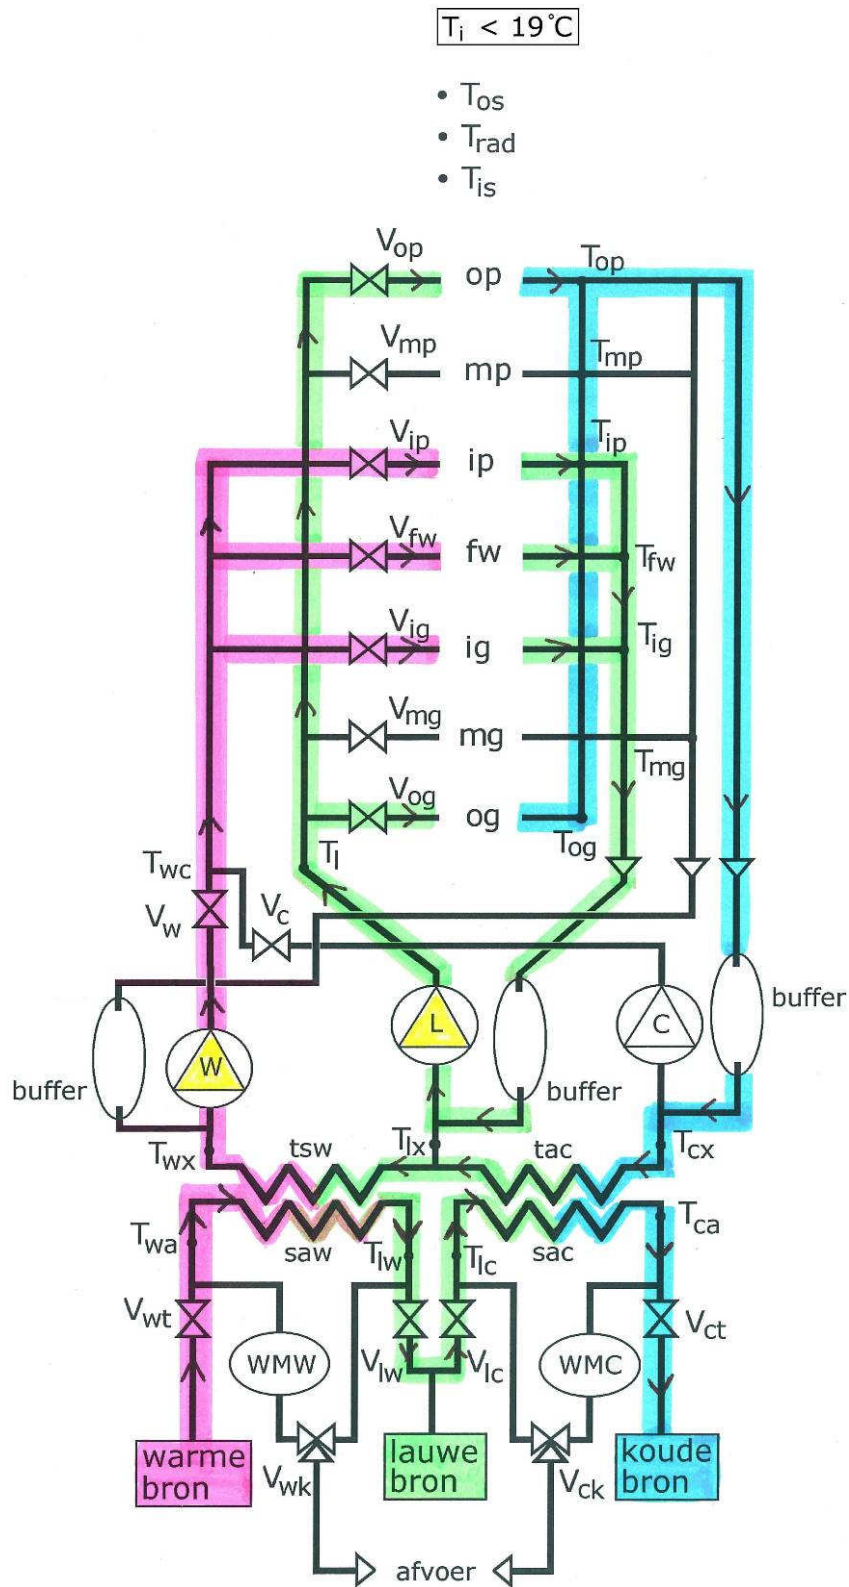 Ti < 19°C
• Tos
• Trad
• Tis
Vop
op
Top
Vmp
mp
Tmp
Vip
ip
Tip
Vfw
fw
Tfw
Vig
ig
Tig
Vmg
mg
Tmg
Vog
og
Tog
Twc
Tl
Vw
Vc
buffer
W
L
C
buffer
buffer
Twx
tsw
Tlx
tac
Tcx
Twa
saw
Tlw
Tlc
sac
Tca
Vwt
WMW
Vlw
Vlc
WMC
Vct
warme
bron
Vwk
lauwe
bron
Vck
koude
bron
afvoer